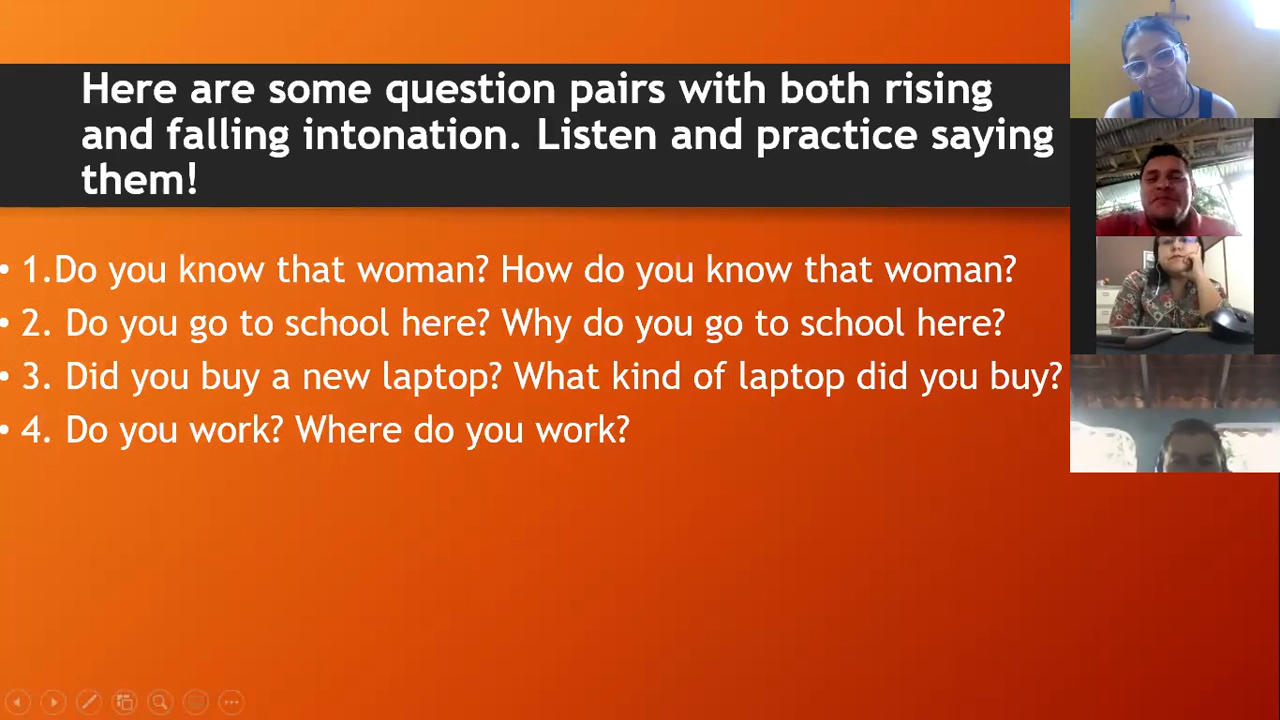 Here are some question pairs with both rising
and falling intonation. Listen and practice saying
them!
• 1.Do you know that woman? How do you know that woman?
• 2. Do you go to school here? Why do you go to school here?
• 3. Did you buy a new laptop? What kind of laptop did you buy?
• 4. Do you work? Where do you work?